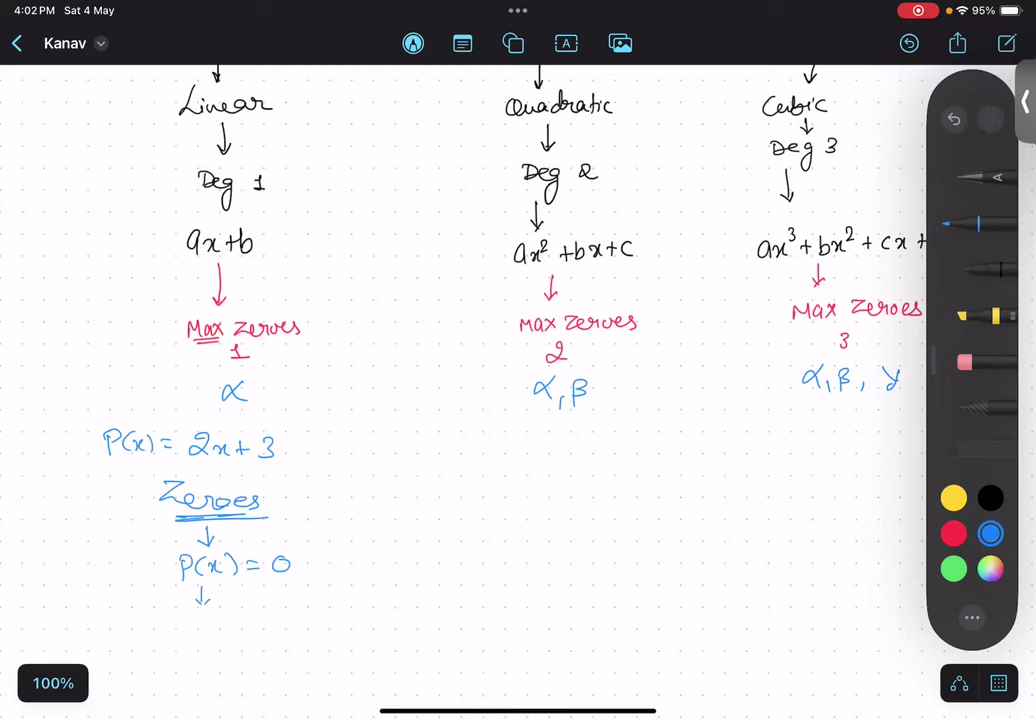 4:02 PM Sat 4 May
95%
Kanav
A
Linear
Quadratic
Cubic
Deg 1
Deg 2
Deg 3
ax+b
ax² + bx + c
ax³ + bx² + cx +
Max Zeroes
1
Max Zeroes
2
Max Zeroes
3
α
α, β
α, β, γ
P(x) = 2x + 3
Zeroes
P(x) = 0
100%